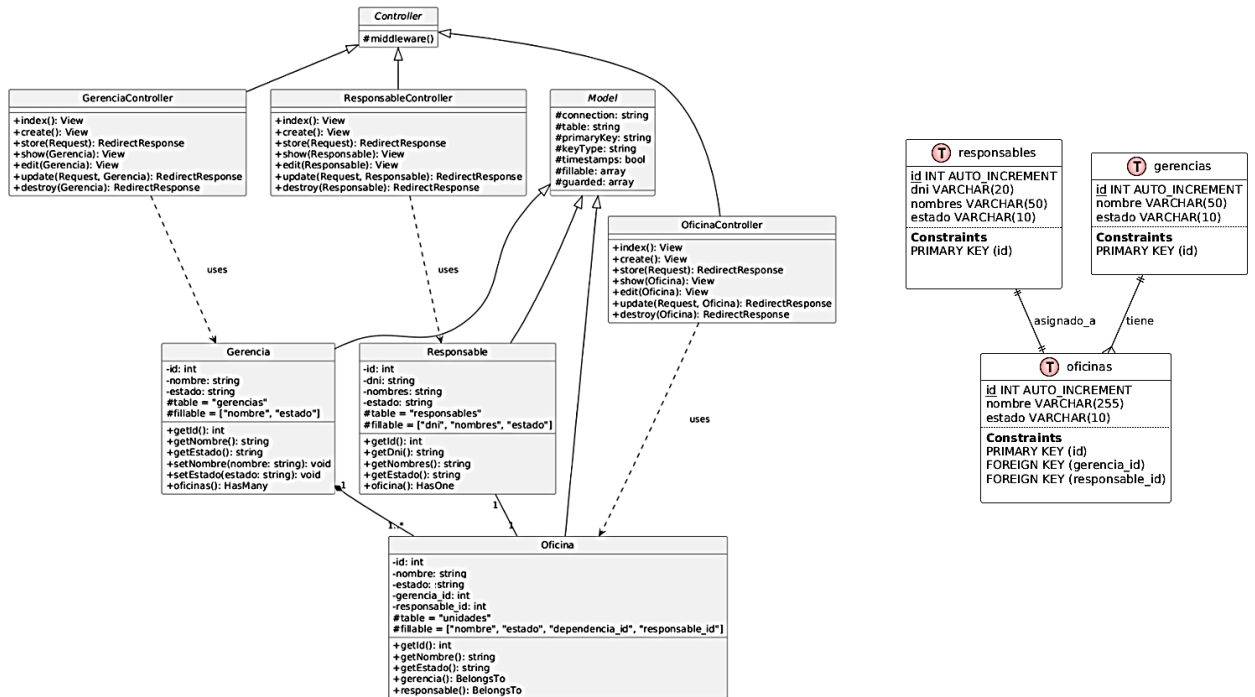 Controller
#middleware()
GerenciaController
+index(): View
+create(): View
+store(Request): RedirectResponse
+show(Gerencia): View
+edit(Gerencia): View
+update(Request, Gerencia): RedirectResponse
+destroy(Gerencia): RedirectResponse
ResponsableController
+index(): View
+create(): View
+store(Request): RedirectResponse
+show(Responsable): View
+edit(Responsable): View
+update(Request, Responsable): RedirectResponse
+destroy(Responsable): RedirectResponse
Model
#connection: string
#table: string
#primaryKey: string
#keyType: string
#timestamps: bool
#fillable: array
#guarded: array
OficinaController
+index(): View
+create(): View
+store(Request): RedirectResponse
+show(Oficina): View
+edit(Oficina): View
+update(Request, Oficina): RedirectResponse
+destroy(Oficina): RedirectResponse
uses
uses
uses
Gerencia
-id: int
-nombre: string
-estado: string
#table = "gerencias"
#fillable = ["nombre", "estado"]
+getId(): int
+getNombre(): string
+getEstado(): string
+setNombre(nombre: string): void
+setEstado(estado: string): void
+oficinas(): HasMany
Responsable
-id: int
-dni: string
-nombres: string
-estado: string
#table = "responsables"
#fillable = ["dni", "nombres", "estado"]
+getId(): int
+getDni(): string
+getNombres(): string
+getEstado(): string
+oficina(): HasOne
1
1..*
1
1
Oficina
-id: int
-nombre: string
-estado: :string
-gerencia_id: int
-responsable_id: int
#table = "unidades"
#fillable = ["nombre", "estado", "dependencia_id", "responsable_id"]
+getId(): int
+getNombre(): string
+getEstado(): string
+gerencia(): BelongsTo
+responsable(): BelongsTo
T responsables
id INT AUTO_INCREMENT
dni VARCHAR(20)
nombres VARCHAR(50)
estado VARCHAR(10)
Constraints
PRIMARY KEY (id)
T gerencias
id INT AUTO_INCREMENT
nombre VARCHAR(50)
estado VARCHAR(10)
Constraints
PRIMARY KEY (id)
asignado_a
tiene
T oficinas
id INT AUTO_INCREMENT
nombre VARCHAR(255)
estado VARCHAR(10)
Constraints
PRIMARY KEY (id)
FOREIGN KEY (gerencia_id)
FOREIGN KEY (responsable_id)